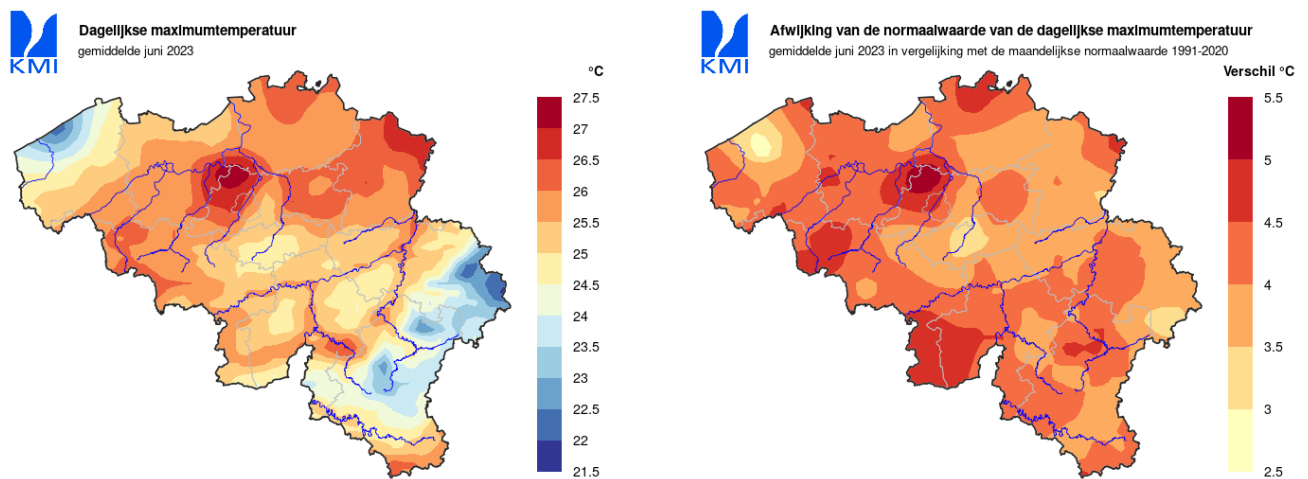 KMI
Dagelijkse maximumtemperatuur
gemiddelde juni 2023
°C
27.5
27
26.5
26
25.5
25
24.5
24
23.5
23
22.5
22
21.5
KMI
Afwijking van de normaalwaarde van de dagelijkse maximumtemperatuur
gemiddelde juni 2023 in vergelijking met de maandelijkse normaalwaarde 1991-2020
Verschil °C
5.5
5
4.5
4
3.5
3
2.5